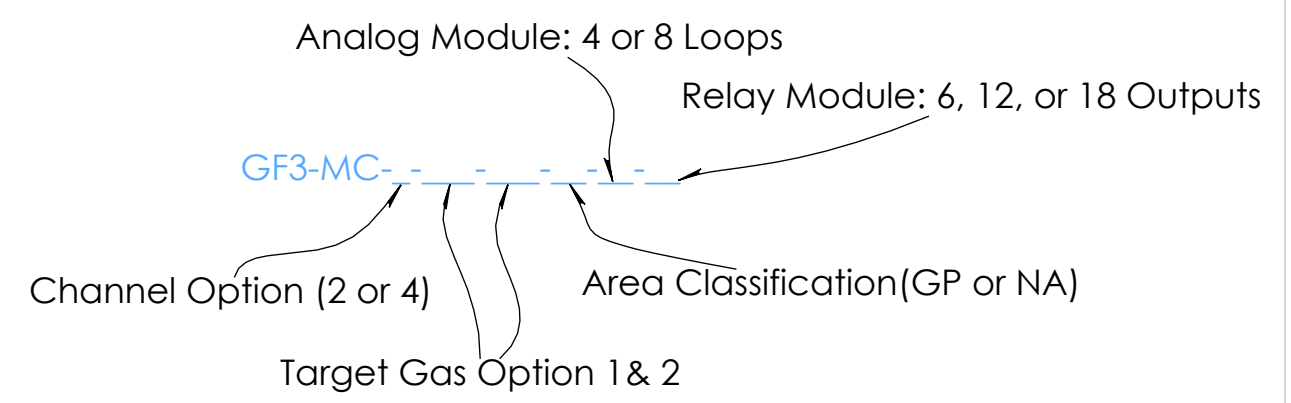 Analog Module: 4 or 8 Loops
Relay Module: 6, 12, or 18 Outputs
GF3-MC-_-___-___-__-__-__
Channel Option (2 or 4)
Area Classification(GP or NA)
Target Gas Option 1& 2